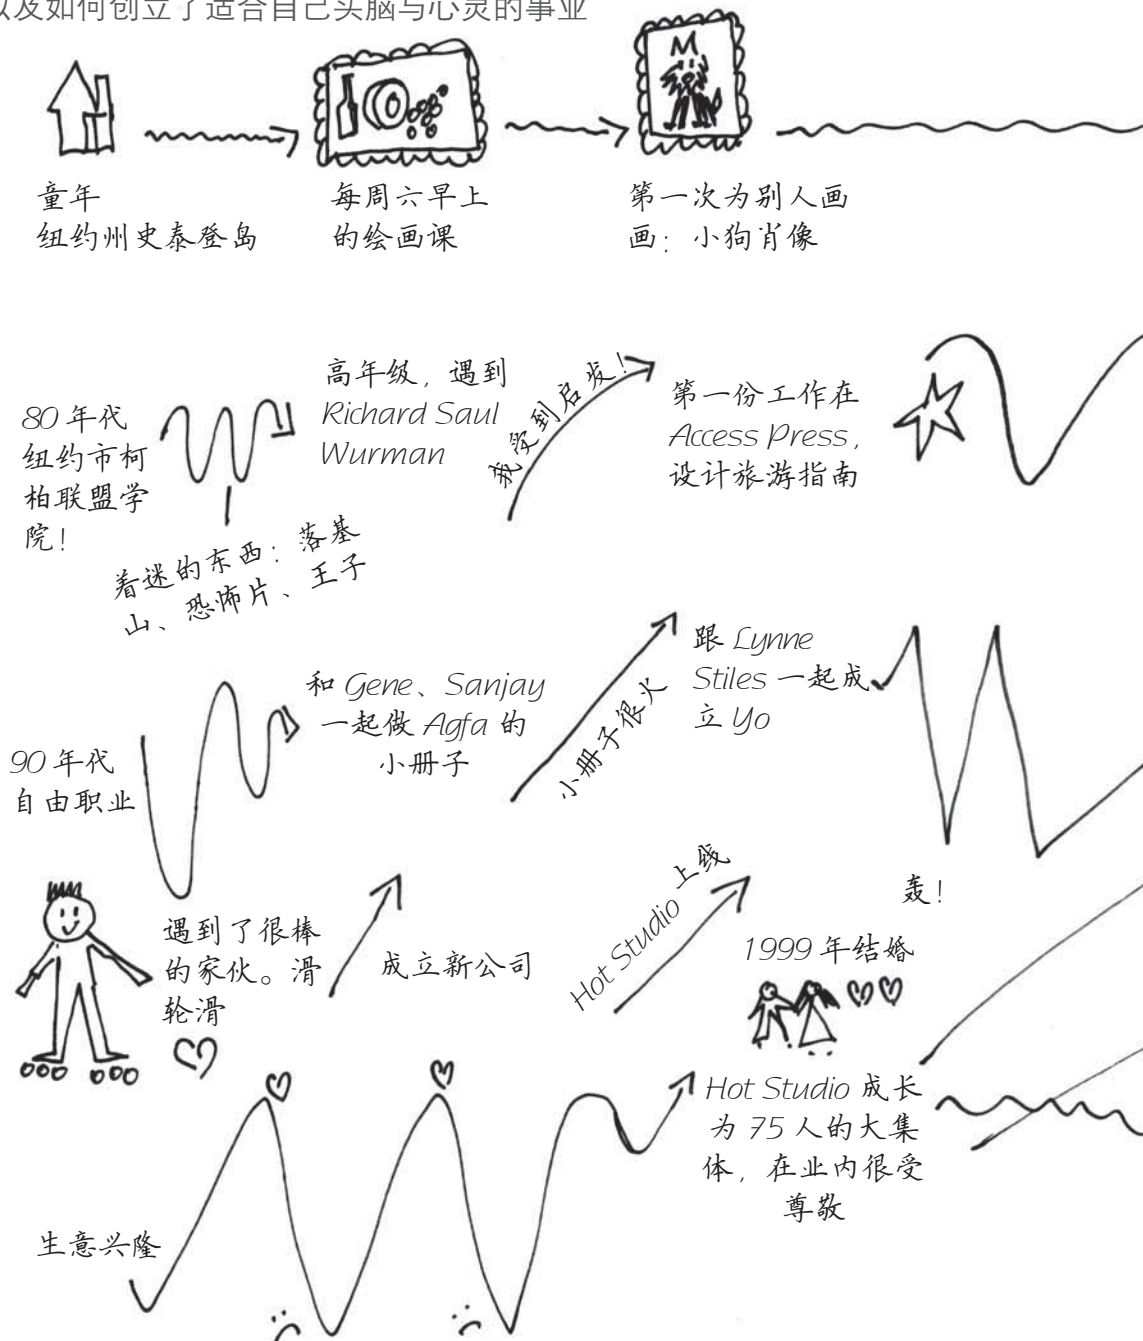 以及如何创立了适合自己头脑与心灵的事业
童年
纽约州史泰登岛
每周六早上
的绘画课
第一次为别人画
画：小狗肖像
80 年代
纽约市柯
柏联盟学
院！
着迷的东西：落基
山、恐怖片、王子
高年级，遇到
Richard Saul
Wurman
我受到启发！
第一份工作在
Access Press，
设计旅游指南
90 年代
自由职业
和 Gene、Sanjay
一起做 Agfa 的
小册子
小册子很火
跟 Lynne
Stiles 一起成
立 Yo
轰！
遇到了很棒
的家伙。滑
轮滑
成立新公司
Hot Studio 上线
1999 年结婚
生意兴隆
Hot Studio 成长
为 75 人的大集
体，在业内很受
尊敬